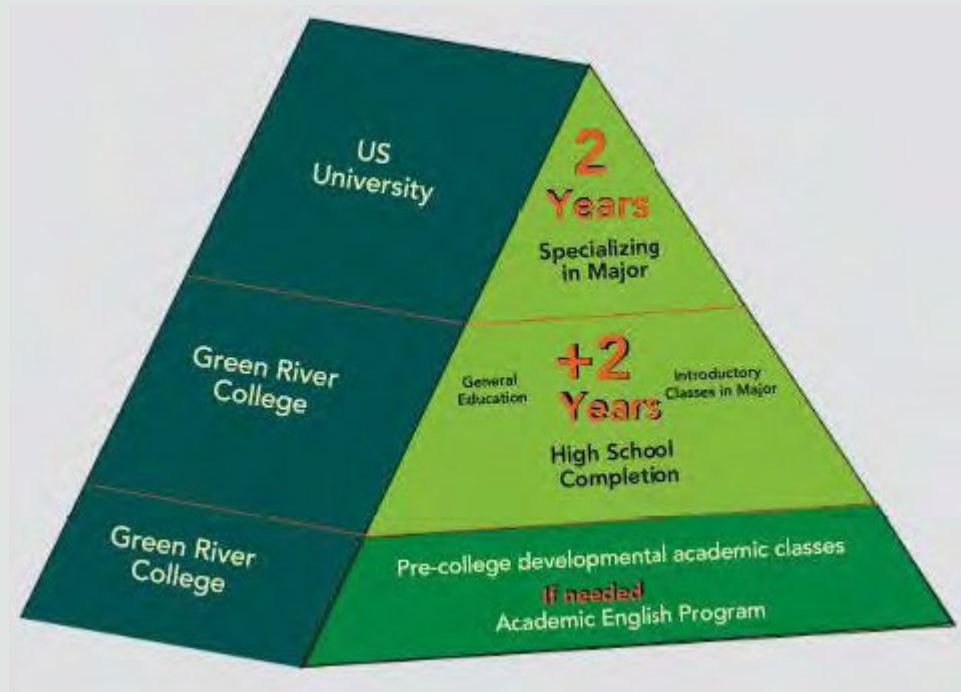 US
University
2
Years
Specializing
in Major
Green River
College
General
Education
+2
Years
Introductory
Classes in Major
High School
Completion
Green River
College
Pre-college developmental academic classes
If needed
Academic English Program